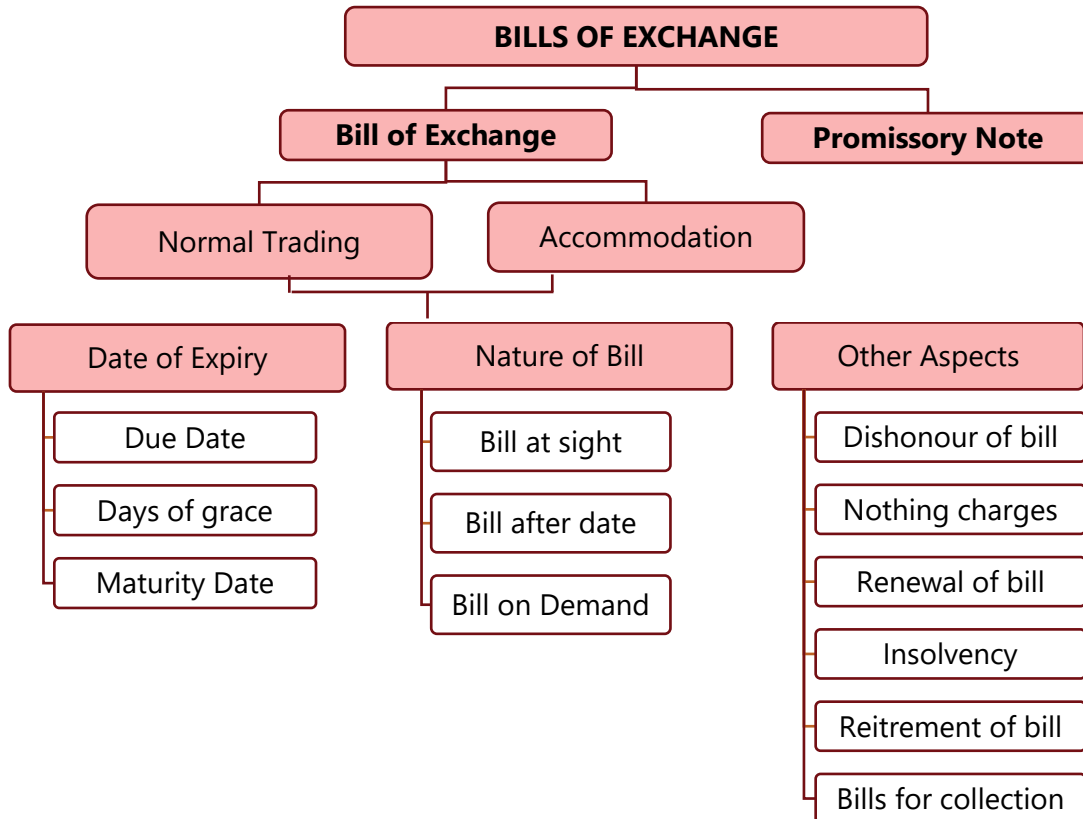 BILLS OF EXCHANGE
Bill of Exchange
Promissory Note
Normal Trading
Accommodation
Date of Expiry
Due Date
Days of grace
Maturity Date
Nature of Bill
Bill at sight
Bill after date
Bill on Demand
Other Aspects
Dishonour of bill
Nothing charges
Renewal of bill
Insolvency
Reitrement of bill
Bills for collection